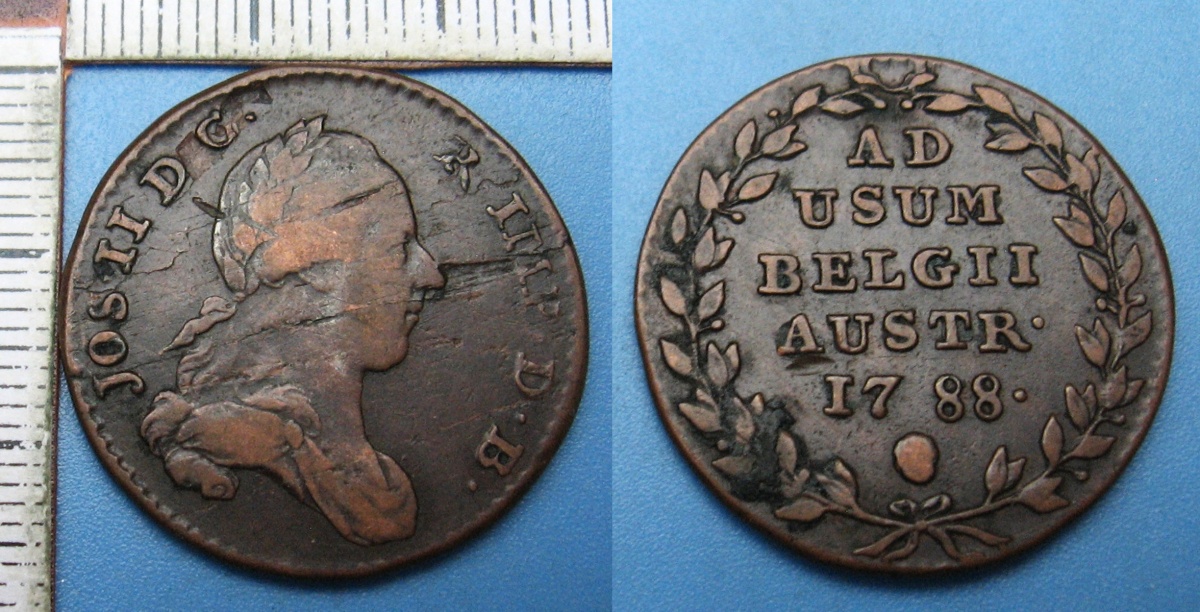 JOS·II D G. R IMP D·B.
AD
USUM
BELGII
AUSTR·
17 88·